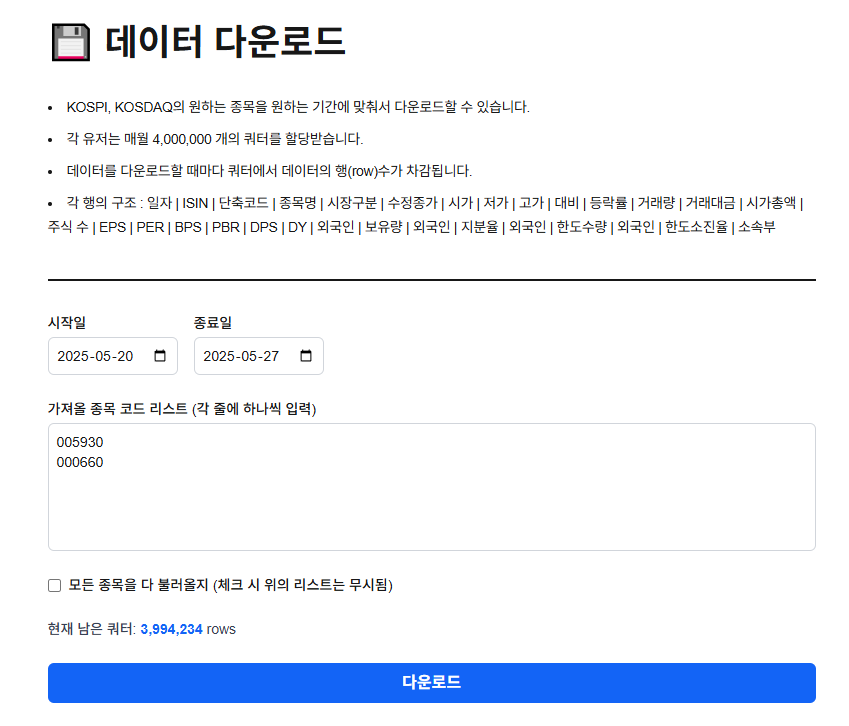 데이터 다운로드
• KOSPI, KOSDAQ의 원하는 종목을 원하는 기간에 맞춰서 다운로드할 수 있습니다.
• 각 유저는 매월 4,000,000 개의 쿼터를 할당받습니다.
• 데이터를 다운로드할 때마다 쿼터에서 데이터의 행(row)수가 차감됩니다.
• 각 행의 구조 : 일자 | ISIN | 단축코드 | 종목명 | 시장구분 | 수정종가 | 시가 | 저가 | 고가 | 대비 | 등락률 | 거래량 | 거래대금 | 시가총액 |
주식 수 | EPS | PER | BPS | PBR | DPS | DY | 외국인 | 보유량 | 외국인 | 지분율 | 외국인 | 한도수량 | 외국인 | 한도소진율 | 소속부
시작일 종료일
2025-05-20 2025-05-27
가져올 종목 코드 리스트 (각 줄에 하나씩 입력)
005930
000660
모든 종목을 다 불러올지 (체크 시 위의 리스트는 무시됨)
현재 남은 쿼터: 3,994,234 rows
다운로드